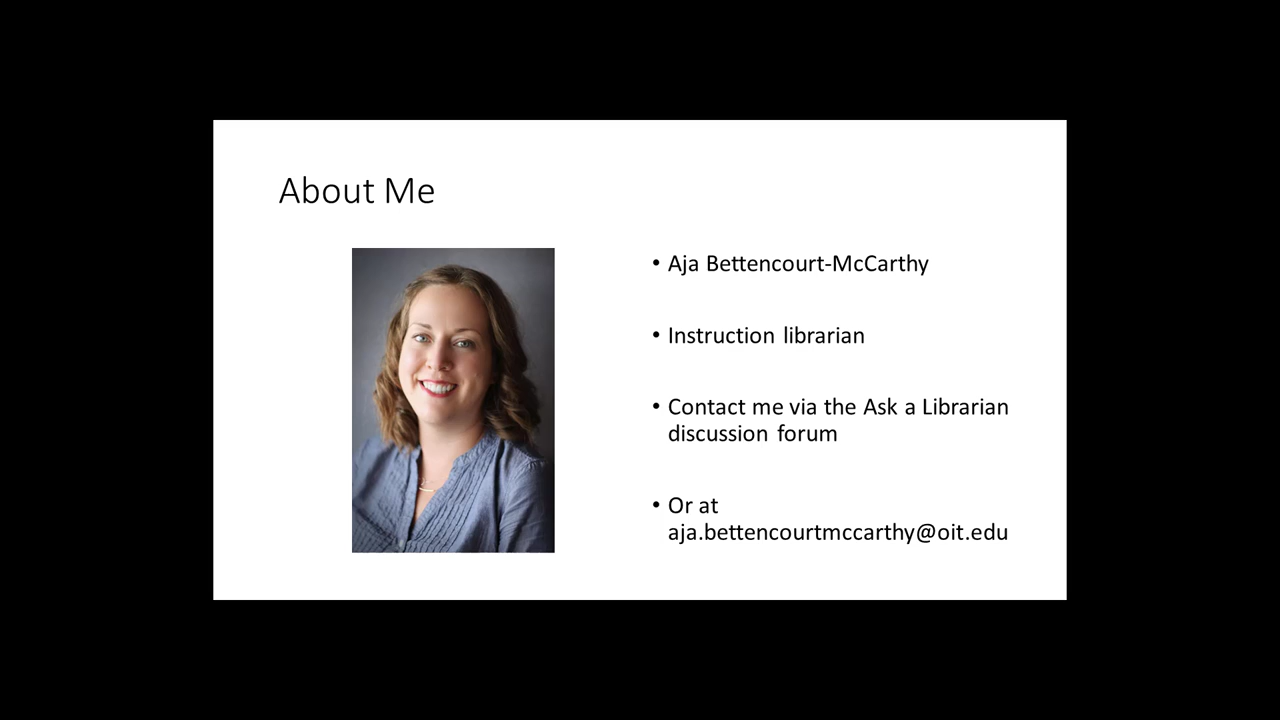 About Me
• Aja Bettencourt-McCarthy
• Instruction librarian
• Contact me via the Ask a Librarian
discussion forum
• Or at
aja.bettencourtmccarthy@oit.edu